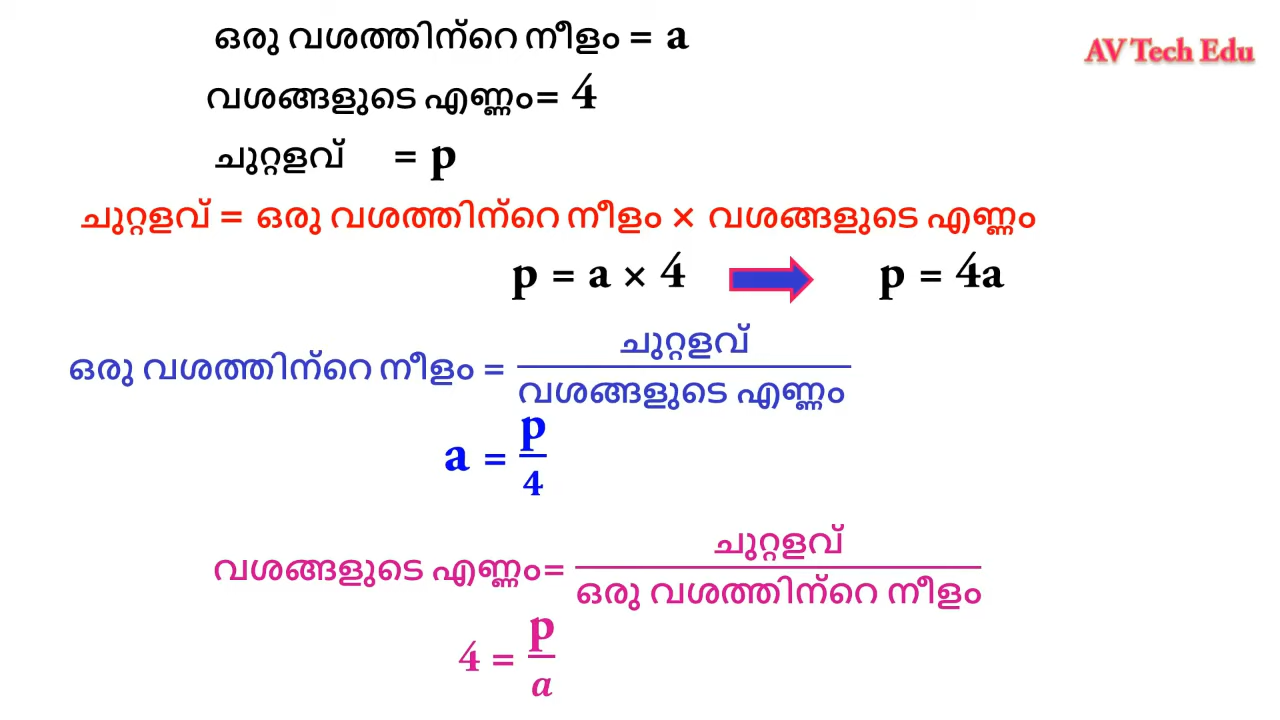 ഒരു വശത്തിന്റെ നീളം = a
AV Tech Edu
വശങ്ങളുടെ എണ്ണം= 4
ചുറ്റളവ് = p
ചുറ്റളവ് = ഒരു വശത്തിന്റെ നീളം × വശങ്ങളുടെ എണ്ണം
p = a × 4 p = 4a
ചുറ്റളവ്
ഒരു വശത്തിന്റെ നീളം =
വശങ്ങളുടെ എണ്ണം
p
a =
4
ചുറ്റളവ്
വശങ്ങളുടെ എണ്ണം=
ഒരു വശത്തിന്റെ നീളം
p
4 =
a